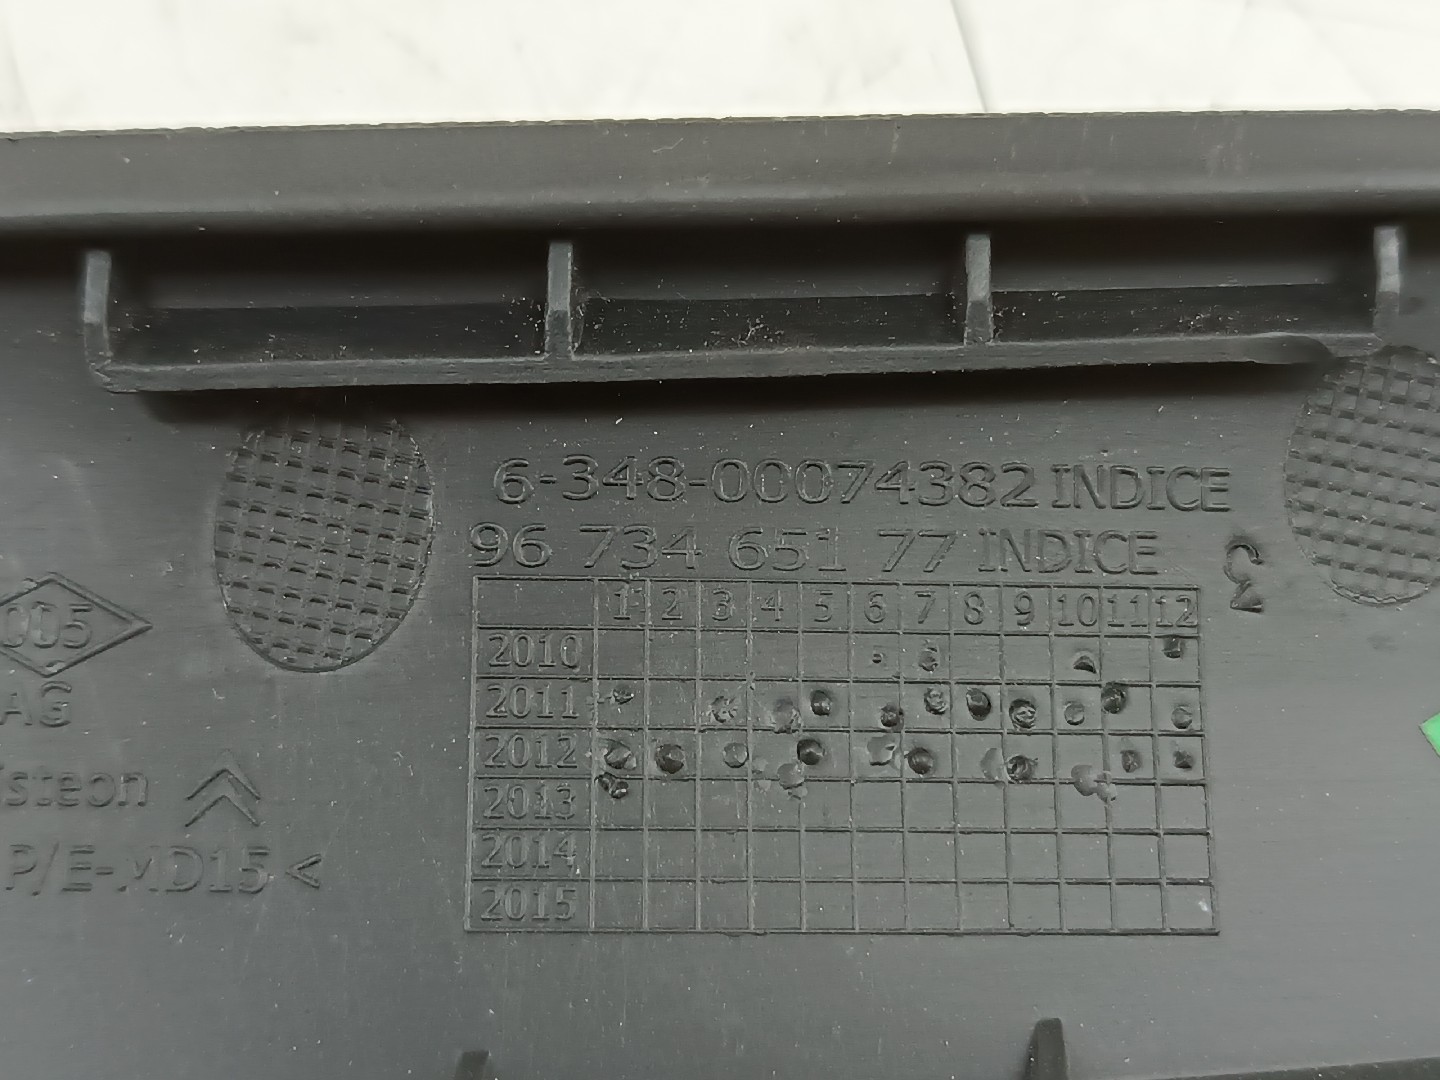 6-348-00074382 INDICE
96 734 651 77 INDICE
1 2 3 4 5 6 7 8 9 10 11 12
2010
2011
2012
2013
2014
2015
005
AG
isteon
P/E-MD15<